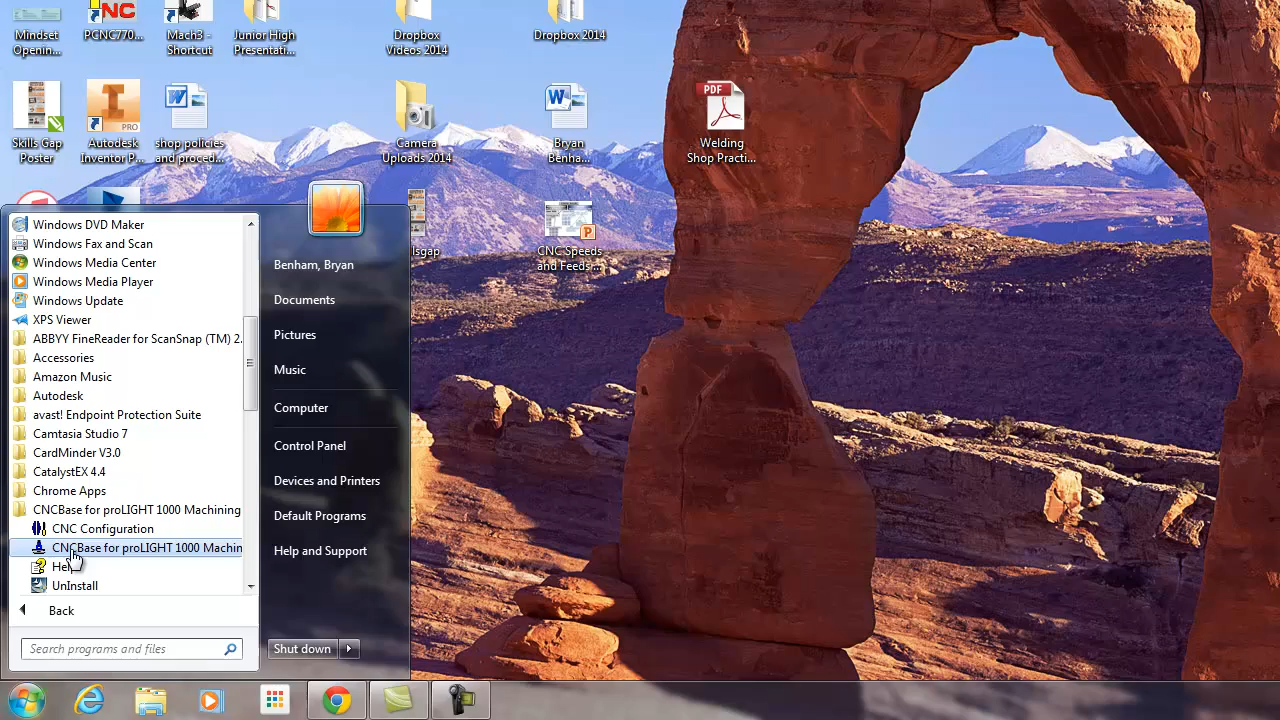 Mindset
Openin...
PCNC770...
Mach3 -
Shortcut
Junior High
Presentati...
Dropbox
Videos 2014
Dropbox 2014
Skills Gap
Poster
Autodesk
Inventor P...
shop policies
and proced...
Camera
Uploads 2014
Bryan
Benha...
PDF
Welding
Shop Practi...
PRO
lsgap
CNC Speeds
and Feeds...
Windows DVD Maker
Windows Fax and Scan
Windows Media Center
Windows Media Player
Windows Update
XPS Viewer
ABBYY FineReader for ScanSnap (TM) 2.
Accessories
Amazon Music
Autodesk
avast! Endpoint Protection Suite
Camtasia Studio 7
CardMinder V3.0
CatalystEX 4.4
Chrome Apps
CNCBase for proLIGHT 1000 Machining
CNC Configuration
CNCBase for proLIGHT 1000 Machin
UnInstall
Back
Search programs and files
Benham, Bryan
Documents
Pictures
Music
Computer
Control Panel
Devices and Printers
Default Programs
Help and Support
Shut down